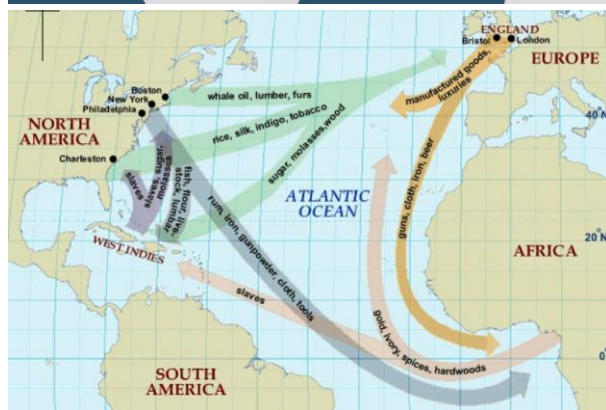 ENGLAND
Bristol
London
EUROPE
Boston
New York
Philadelphia
whale oil, lumber, furs
manufactured goods,
luxuries
NORTH
AMERICA
rice, silk, indigo, tobacco
40°N
sugar, molasses,wood
Charleston
slaves
slaves, sugar,
molasses
fish, flour, live-
stock, lumber
guns, cloth, iron, beer
ATLANTIC
OCEAN
rum, iron, gunpowder, cloth, tools
WEST INDIES
AFRICA
20°N
slaves
gold, ivory, spices, hardwoods
0°
SOUTH
AMERICA